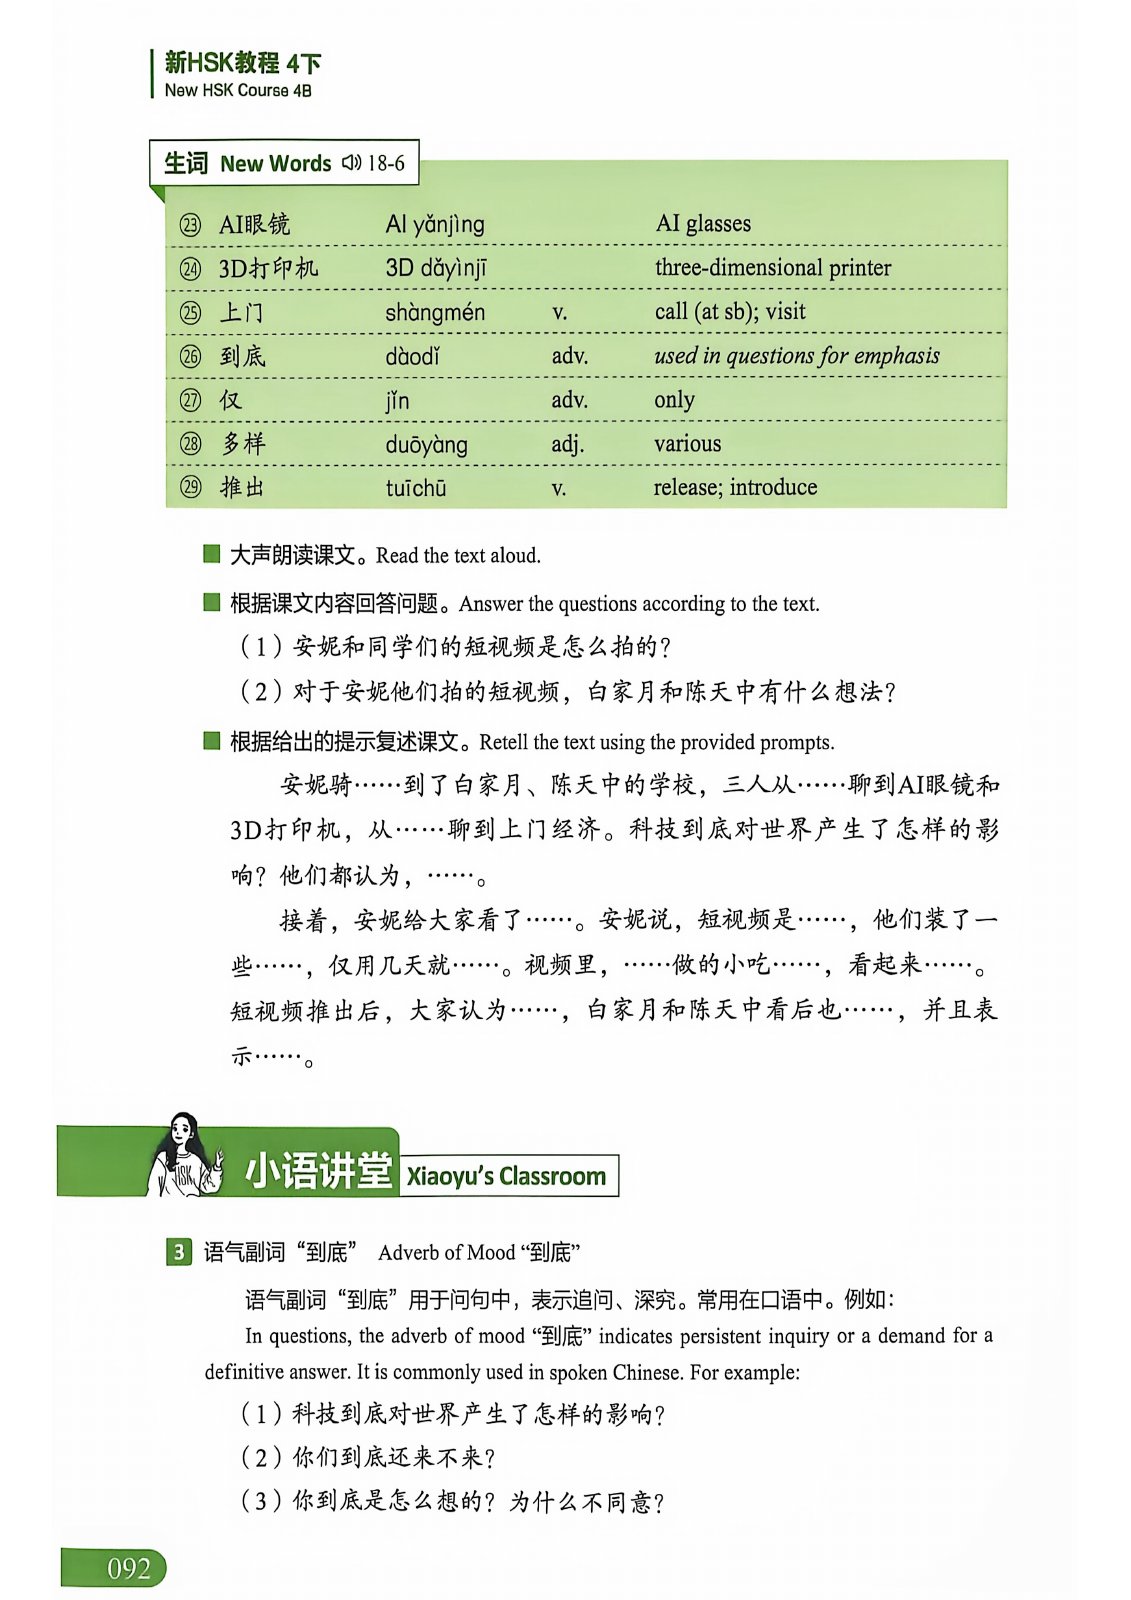 新HSK教程 4下
New HSK Course 4B
生词 New Words 18-6
㉓ AI眼镜 AI yǎnjìng AI glasses
㉔ 3D打印机 3D dǎyìnjī three-dimensional printer
㉕ 上门 shàngmén v. call (at sb); visit
㉖ 到底 dàodǐ adv. used in questions for emphasis
㉗ 仅 jǐn adv. only
㉘ 多样 duōyàng adj. various
㉙ 推出 tuīchū v. release; introduce
大声朗读课文。Read the text aloud.
根据课文内容回答问题。Answer the questions according to the text.
（1）安妮和同学们的短视频是怎么拍的？
（2）对于安妮他们拍的短视频，白家月和陈天中有什么想法？
根据给出的提示复述课文。Retell the text using the provided prompts.
安妮骑……到了白家月、陈天中的学校，三人从……聊到AI眼镜和
3D打印机，从……聊到上门经济。科技到底对世界产生了怎样的影
响？他们都认为，……。
接着，安妮给大家看了……。安妮说，短视频是……，他们装了一
些……，仅用几天就……。视频里，……做的小吃……，看起来……。
短视频推出后，大家认为……，白家月和陈天中看后也……，并且表
示……。
HSK
小语讲堂 Xiaoyu's Classroom
3 语气副词“到底” Adverb of Mood “到底”
语气副词“到底”用于问句中，表示追问、深究。常用在口语中。例如：
In questions, the adverb of mood “到底” indicates persistent inquiry or a demand for a
definitive answer. It is commonly used in spoken Chinese. For example:
（1）科技到底对世界产生了怎样的影响？
（2）你们到底还来不来？
（3）你到底是怎么想的？为什么不同意？
092